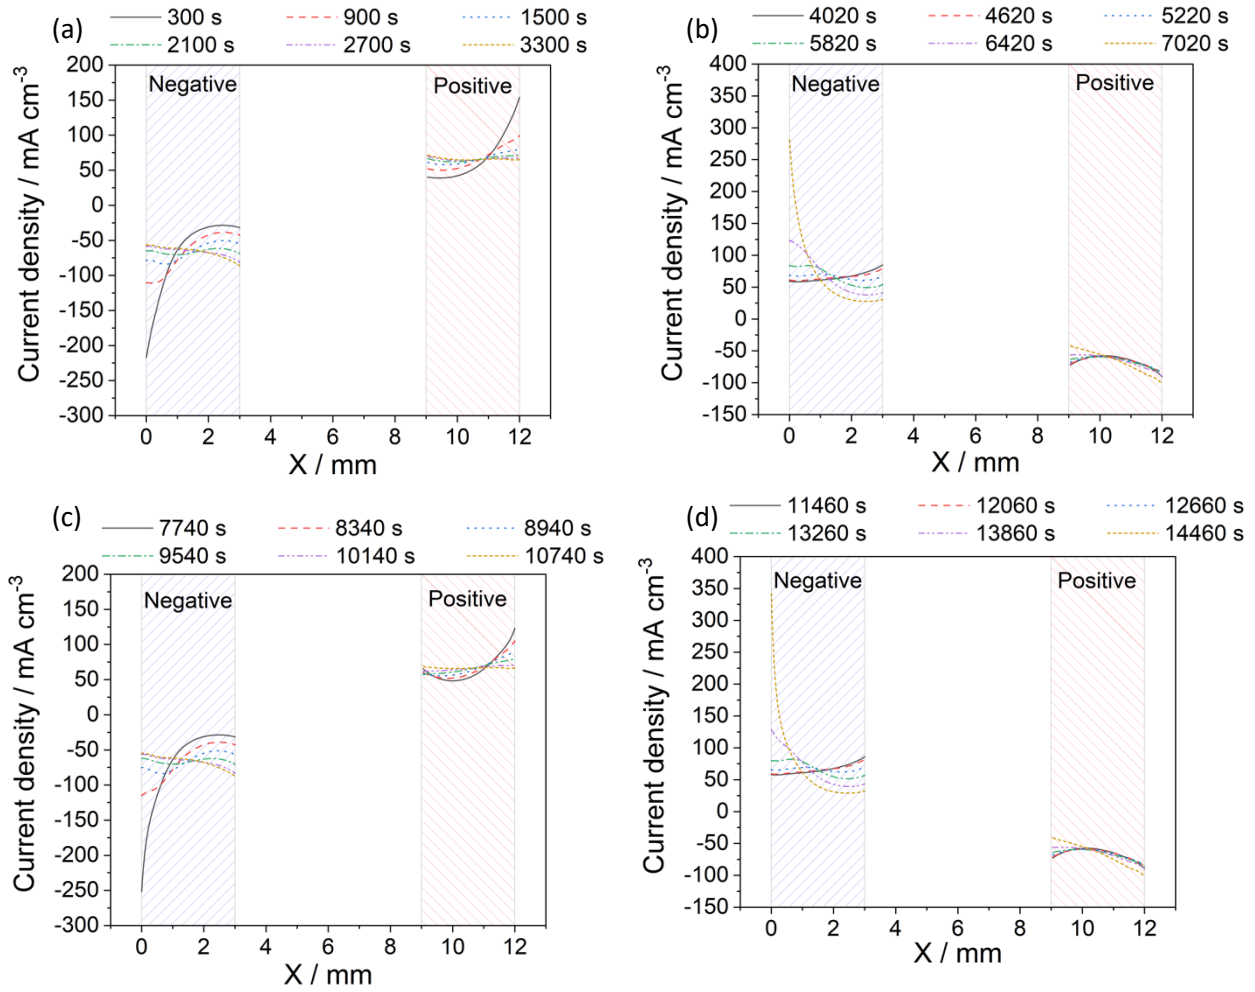 (a)
300 s 900 s 1500 s
2100 s 2700 s 3300 s
Current density / mA cm⁻³
200
150
100
50
0
-50
-100
-150
-200
-250
-300
Negative Positive
0 2 4 6 8 10 12
X / mm
(b)
4020 s 4620 s 5220 s
5820 s 6420 s 7020 s
Current density / mA cm⁻³
400
350
300
250
200
150
100
50
0
-50
-100
-150
Negative Positive
0 2 4 6 8 10 12
X / mm
(c)
7740 s 8340 s 8940 s
9540 s 10140 s 10740 s
Current density / mA cm⁻³
200
150
100
50
0
-50
-100
-150
-200
-250
-300
Negative Positive
0 2 4 6 8 10 12
X / mm
(d)
11460 s 12060 s 12660 s
13260 s 13860 s 14460 s
Current density / mA cm⁻³
400
350
300
250
200
150
100
50
0
-50
-100
-150
Negative Positive
0 2 4 6 8 10 12
X / mm